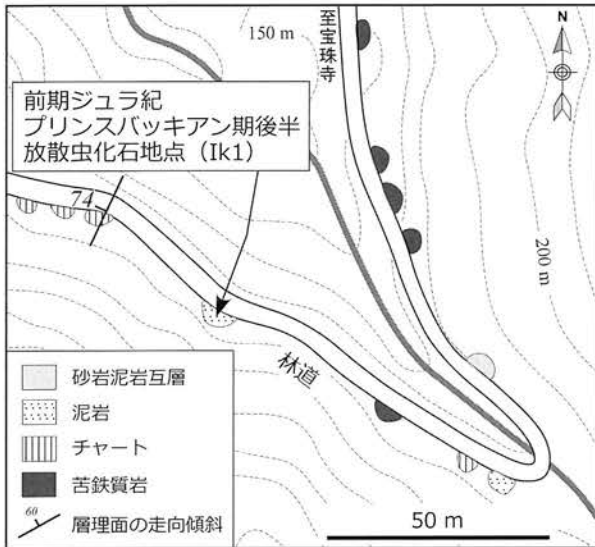 150 m
至宝珠寺
N
前期ジュラ紀
プリンスバッキアン期後半
放散虫化石地点（Ik1）
74
200 m
林道
砂岩泥岩互層
泥岩
チャート
苦鉄質岩
60
層理面の走向傾斜
50 m